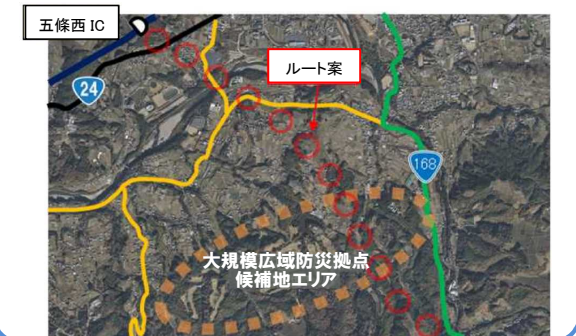 五條西 IC
ルート案
24
168
大規模広域防災拠点
候補地エリア